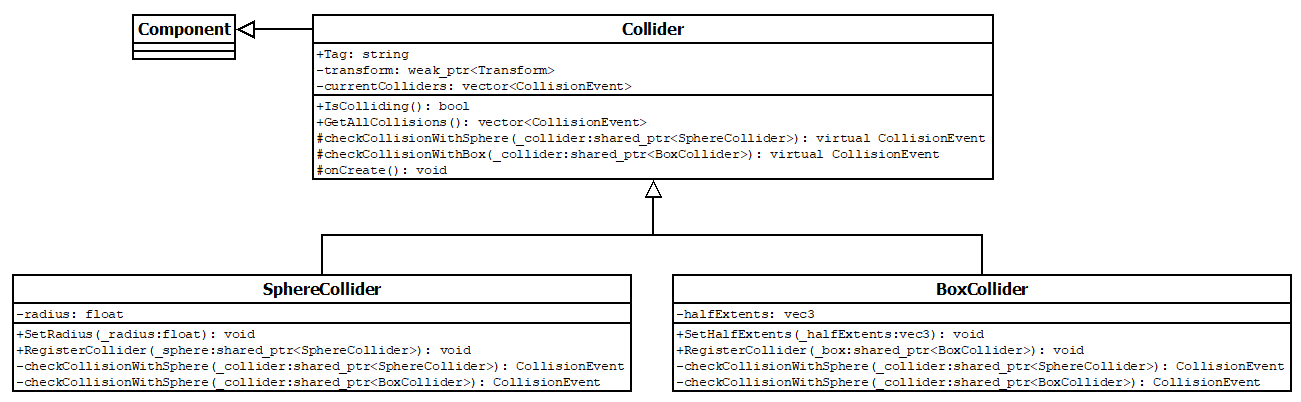 Component
Collider
+Tag: string
-transform: weak_ptr<Transform>
-currentColliders: vector<CollisionEvent>
+IsColliding(): bool
+GetAllCollisions(): vector<CollisionEvent>
#checkCollisionWithSphere(_collider:shared_ptr<SphereCollider>): virtual CollisionEvent
#checkCollisionWithBox(_collider:shared_ptr<BoxCollider>): virtual CollisionEvent
#onCreate(): void
SphereCollider
-radius: float
+SetRadius(_radius:float): void
+RegisterCollider(_sphere:shared_ptr<SphereCollider>): void
-checkCollisionWithSphere(_collider:shared_ptr<SphereCollider>): CollisionEvent
-checkCollisionWithSphere(_collider:shared_ptr<BoxCollider>): CollisionEvent
BoxCollider
-halfExtents: vec3
+SetHalfExtents(_halfExtents:vec3): void
+RegisterCollider(_box:shared_ptr<BoxCollider>): void
-checkCollisionWithSphere(_collider:shared_ptr<SphereCollider>): CollisionEvent
-checkCollisionWithSphere(_collider:shared_ptr<BoxCollider>): CollisionEvent